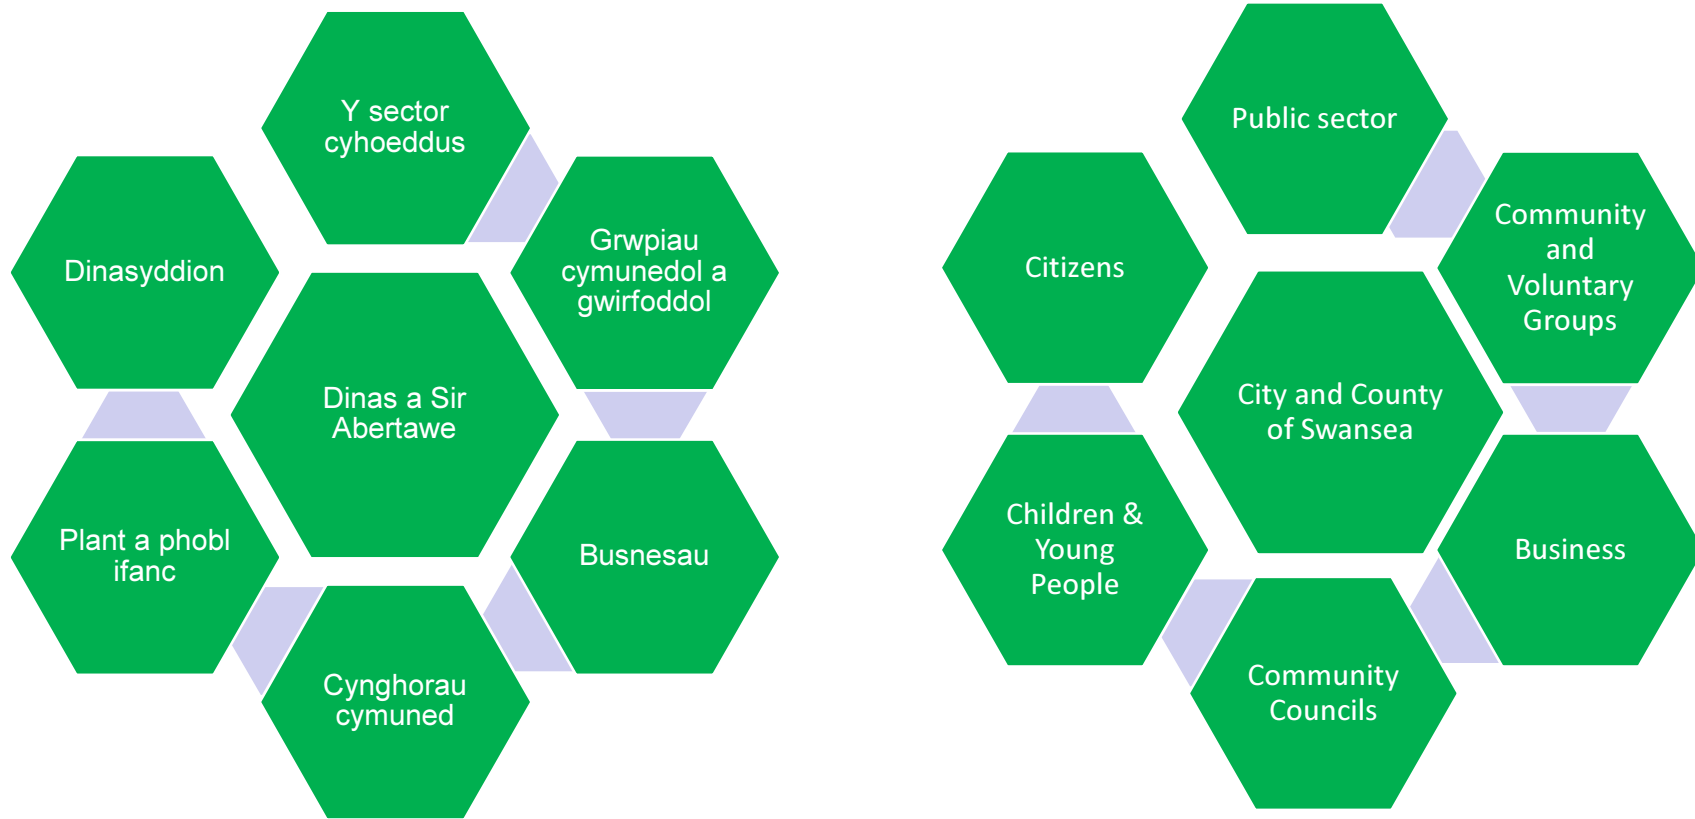 Y sector
cyhoeddus
Grwpiau
cymunedol a
gwirfoddol
Dinasyddion
Dinas a Sir
Abertawe
Plant a phobl
ifanc
Busnesau
Cynghorau
cymuned
Public sector
Community
and
Voluntary
Groups
Citizens
City and County
of Swansea
Children &
Young
People
Business
Community
Councils